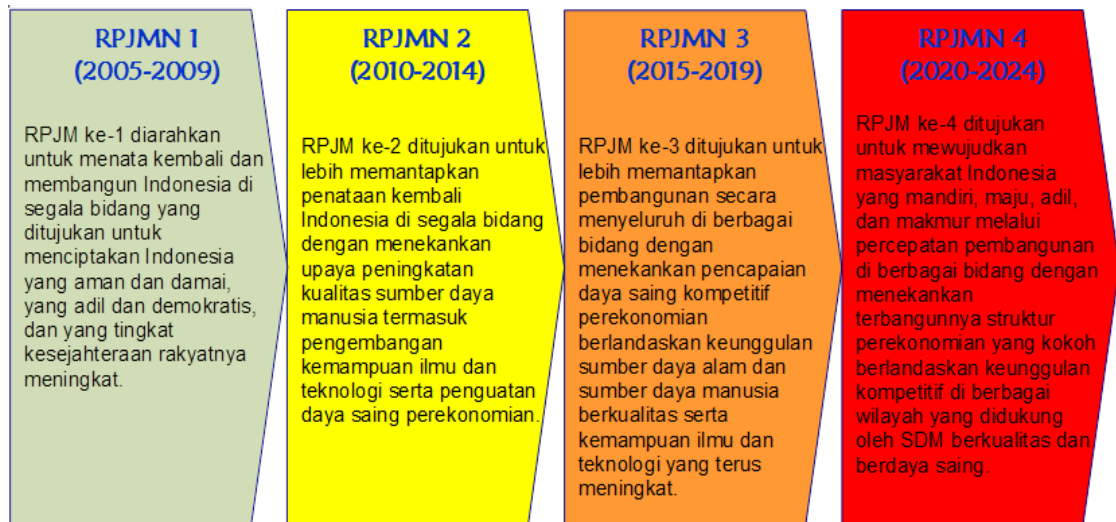 RPJMN 1
(2005-2009)
RPJM ke-1 diarahkan
untuk menata kembali dan
membangun Indonesia di
segala bidang yang
ditujukan untuk
menciptakan Indonesia
yang aman dan damai,
yang adil dan demokratis,
dan yang tingkat
kesejahteraan rakyatnya
meningkat.
RPJMN 2
(2010-2014)
RPJM ke-2 ditujukan untuk
lebih memantapkan
penataan kembali
Indonesia di segala bidang
dengan menekankan
upaya peningkatan
kualitas sumber daya
manusia termasuk
pengembangan
kemampuan ilmu dan
teknologi serta penguatan
daya saing perekonomian.
RPJMN 3
(2015-2019)
RPJM ke-3 ditujukan untuk
lebih memantapkan
pembangunan secara
menyeluruh di berbagai
bidang dengan
menekankan pencapaian
daya saing kompetitif
perekonomian
berlandaskan keunggulan
sumber daya alam dan
sumber daya manusia
berkualitas serta
kemampuan ilmu dan
teknologi yang terus
meningkat.
RPJMN 4
(2020-2024)
RPJM ke-4 ditujukan
untuk mewujudkan
masyarakat Indonesia
yang mandiri, maju, adil,
dan makmur melalui
percepatan pembangunan
di berbagai bidang dengan
menekankan
terbangunnya struktur
perekonomian yang kokoh
berlandaskan keunggulan
kompetitif di berbagai
wilayah yang didukung
oleh SDM berkualitas dan
berdaya saing.